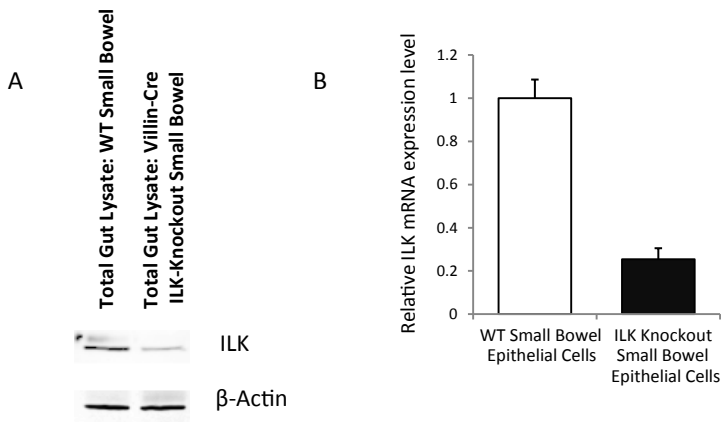 A
Total Gut Lysate: WT Small Bowel
Total Gut Lysate: Villin-Cre
ILK-Knockout Small Bowel
ILK
β-Actin
B
Relative ILK mRNA expression level
1.2
1
0.8
0.6
0.4
0.2
0
WT Small Bowel
Epithelial Cells
ILK Knockout
Small Bowel
Epithelial Cells